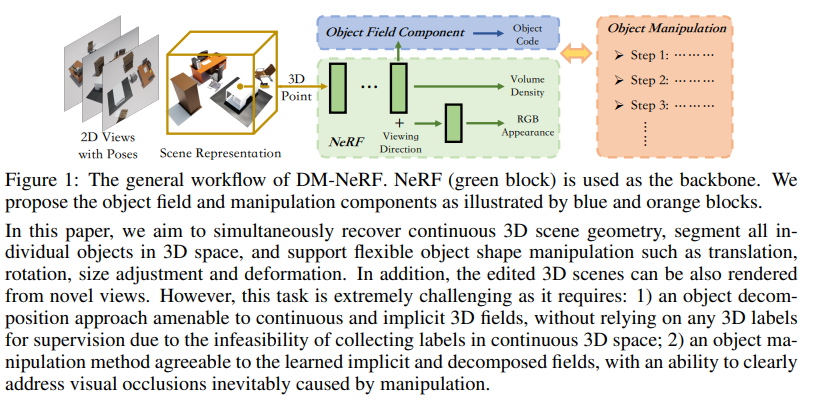 Object Field Component
Object
Code
Object Manipulation
➤ Step 1: ………
➤ Step 2: ………
➤ Step 3: ………
3D
Point
…
Volume
Density
+
Viewing
Direction
RGB
Appearance
NeRF
2D Views
with Poses
Scene Representation
Figure 1: The general workflow of DM-NeRF. NeRF (green block) is used as the backbone. We
propose the object field and manipulation components as illustrated by blue and orange blocks.
In this paper, we aim to simultaneously recover continuous 3D scene geometry, segment all in-
dividual objects in 3D space, and support flexible object shape manipulation such as translation,
rotation, size adjustment and deformation. In addition, the edited 3D scenes can be also rendered
from novel views. However, this task is extremely challenging as it requires: 1) an object decom-
position approach amenable to continuous and implicit 3D fields, without relying on any 3D labels
for supervision due to the infeasibility of collecting labels in continuous 3D space; 2) an object ma-
nipulation method agreeable to the learned implicit and decomposed fields, with an ability to clearly
address visual occlusions inevitably caused by manipulation.